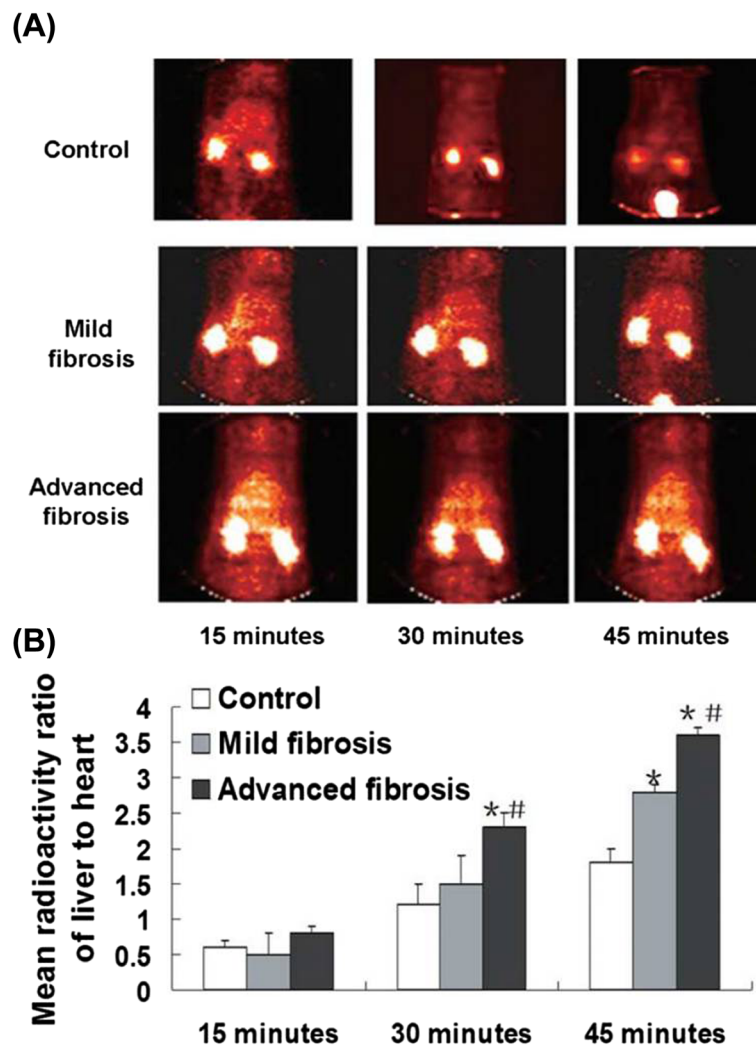 (A)
Control
Mild
fibrosis
Advanced
fibrosis
15 minutes
30 minutes
45 minutes
(B)
Mean radioactivity ratio
of liver to heart
4
3.5
3
2.5
2
1.5
1
0.5
0
Control
Mild fibrosis
Advanced fibrosis
*#
*
* #
15 minutes
30 minutes
45 minutes